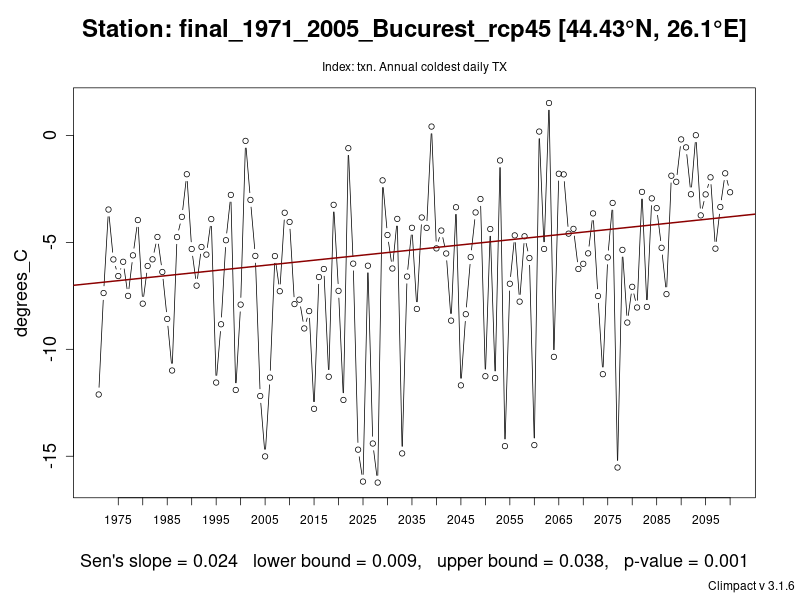 Station: final_1971_2005_Bucurest_rcp45 [44.43°N, 26.1°E]
Index: txn. Annual coldest daily TX
degrees_C
0
-5
-10
-15
1975 1985 1995 2005 2015 2025 2035 2045 2055 2065 2075 2085 2095
Sen's slope = 0.024 lower bound = 0.009, upper bound = 0.038, p-value = 0.001
Climpact v 3.1.6